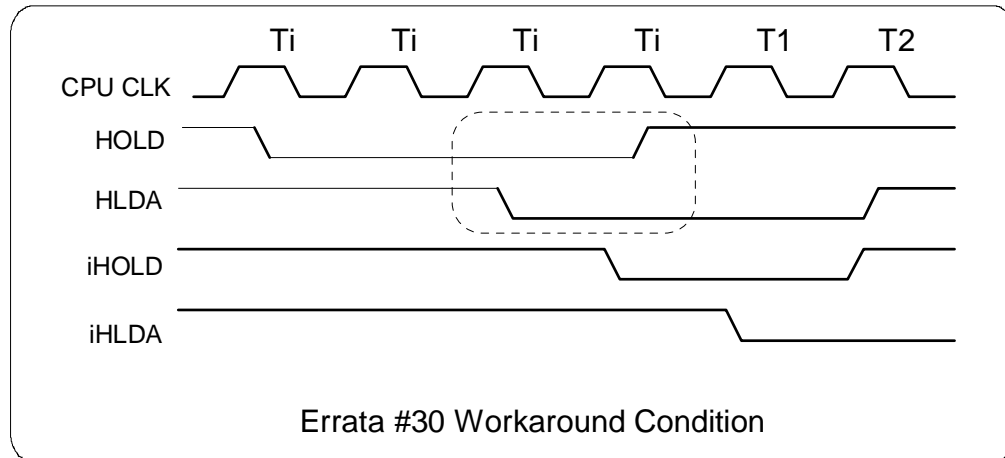 Ti Ti Ti Ti T1 T2
CPU CLK
HOLD
HLDA
iHOLD
iHLDA
Errata #30 Workaround Condition